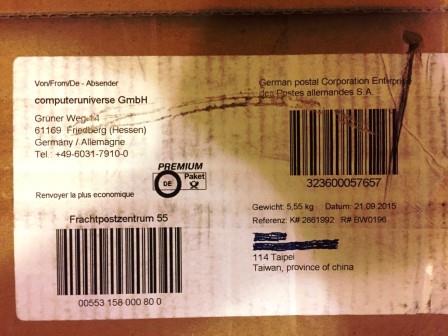 Von/From/De - Absender
computeruniverse GmbH
Grüner Weg 14
61169 Friedberg (Hessen)
Germany / Allemagne
Tel.: +49-6031-7910-0
German postal Corporation Enterprise
des Postes allemandes S.A.
323600057657
PREMIUM
DE
Paket
Renvoyer la plus economique
Gewicht: 5,55 kg Datum: 21.09.2015
Referenz: K# 2661992 R# BW0196
Frachtpostzentrum 55
00553 158 000 80 0
114 Taipei
Taiwan, province of china